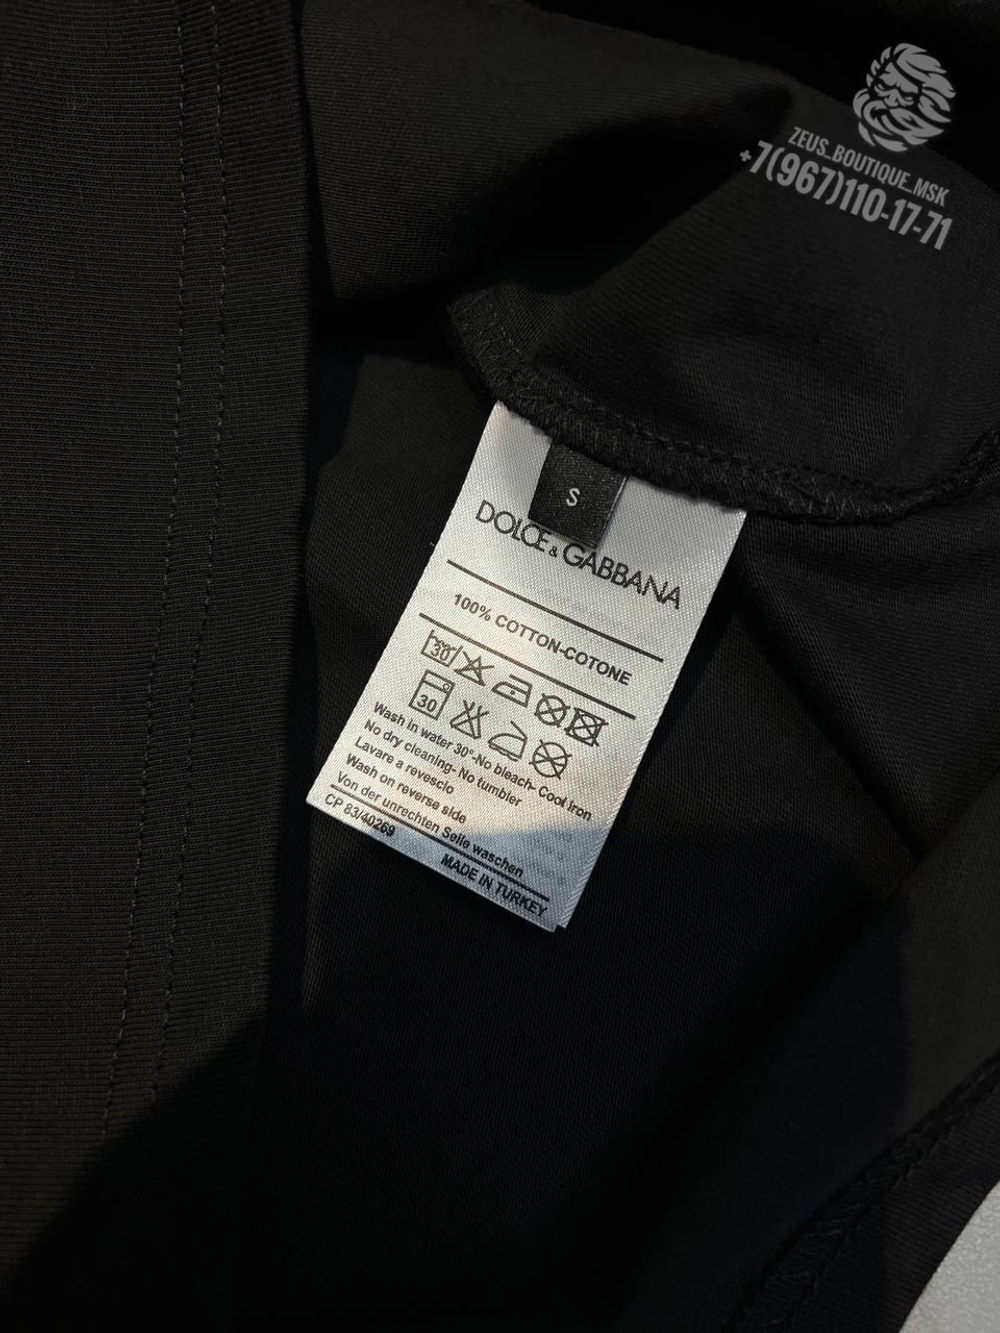 ZEUS_BOUTIQUE_MSK
+7(967)110-17-71
S
DOLCE & GABBANA
100% COTTON-COTONE
30
30
Wash in water 30°-No bleach- Cool Iron
No dry cleaning- No tumbler
Lavare a revescio
Wash on reverse side
Von der unrechten Seile waschen
CP 83/40269
MADE IN TURKEY